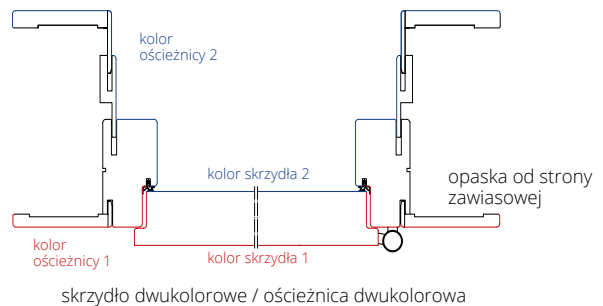 kolor
ościeżnicy 2
kolor skrzydła 2
opaska od strony
zawiasowej
kolor
ościeżnicy 1
kolor skrzydła 1
skrzydło dwukolorowe / ościeżnica dwukolorowa